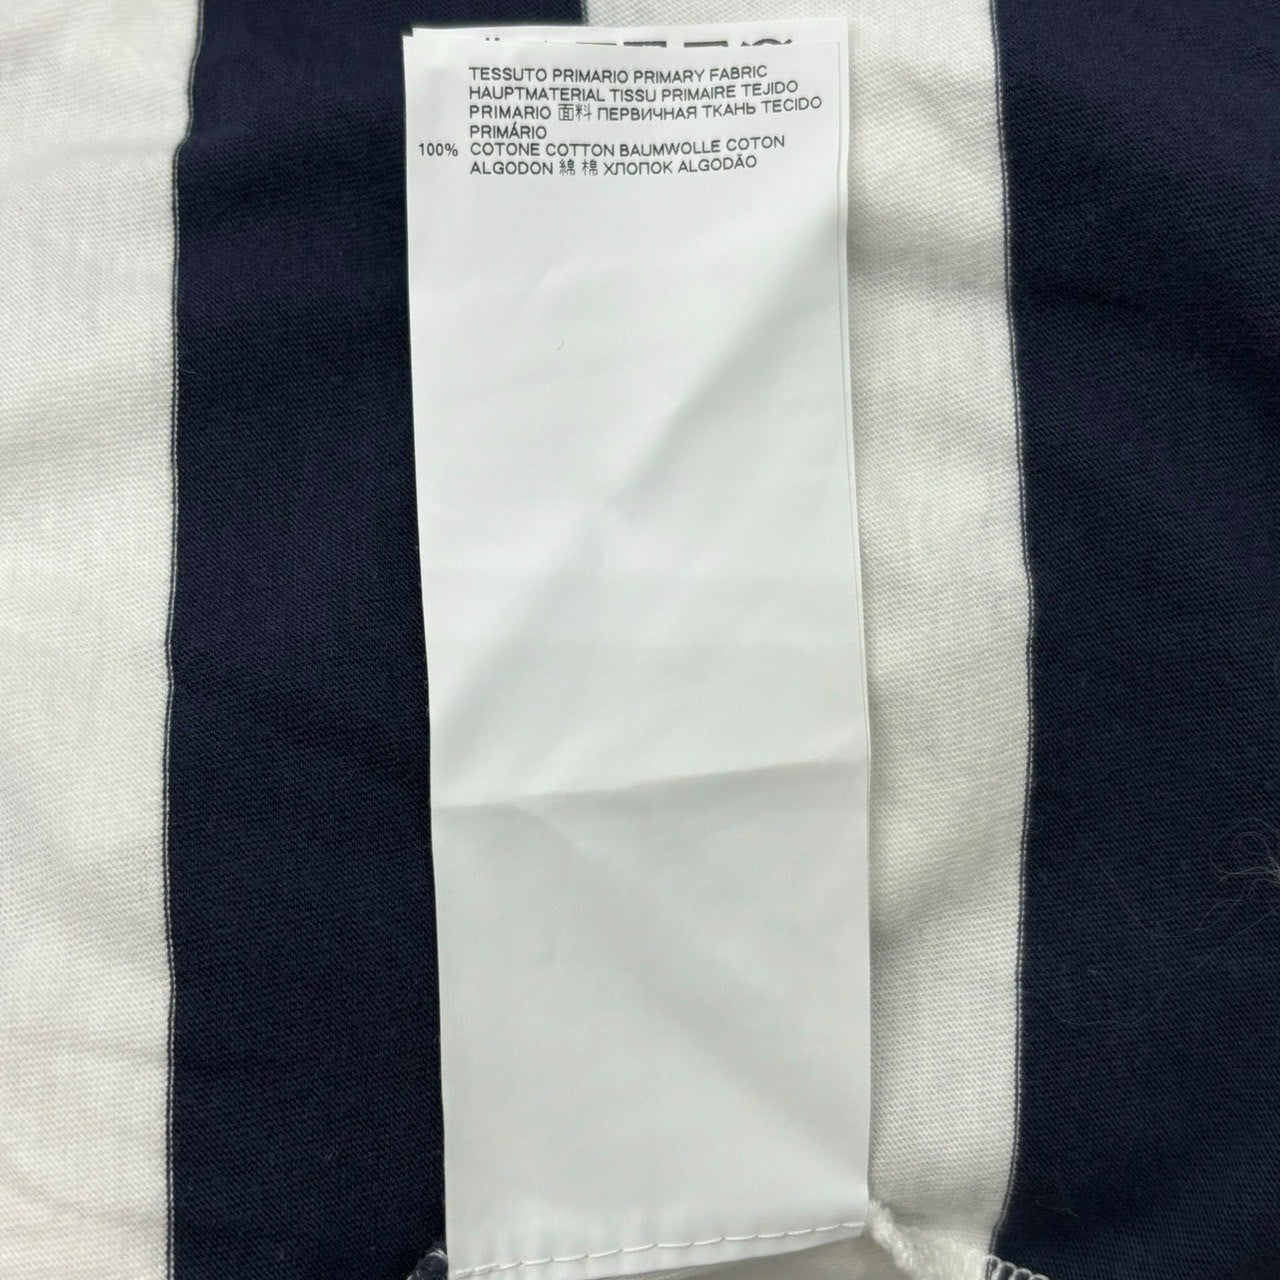 TESSUTO PRIMARIO PRIMARY FABRIC
HAUPTMATERIAL TISSU PRIMAIRE TEJIDO
PRIMARIO 面料 ПЕРВИЧНАЯ ТКАНЬ TECIDO
PRIMÁRIO
100% COTONE COTTON BAUMWOLLE COTON
ALGODON 綿 棉 ХЛОПОК ALGODÃO